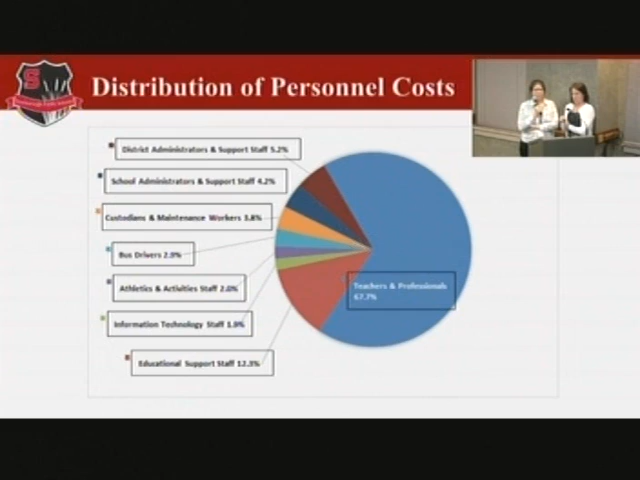 S
Distribution of Personnel Costs
District Administrators & Support Staff 5.2%
School Administrators & Support Staff 4.2%
Custodians & Maintenance Workers 3.8%
Bus Drivers 2.9%
Athletics & Activities Staff 2.0%
Teachers & Professionals
67.7%
Information Technology Staff 1.9%
Educational Support Staff 12.3%